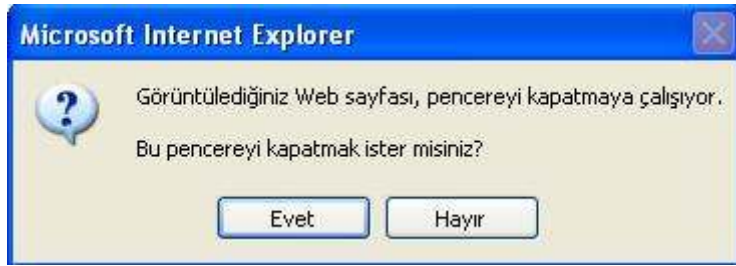 Microsoft Internet Explorer
Görüntülediğiniz Web sayfası, pencereyi kapatmaya çalışıyor.
Bu pencereyi kapatmak ister misiniz?
Evet Hayır